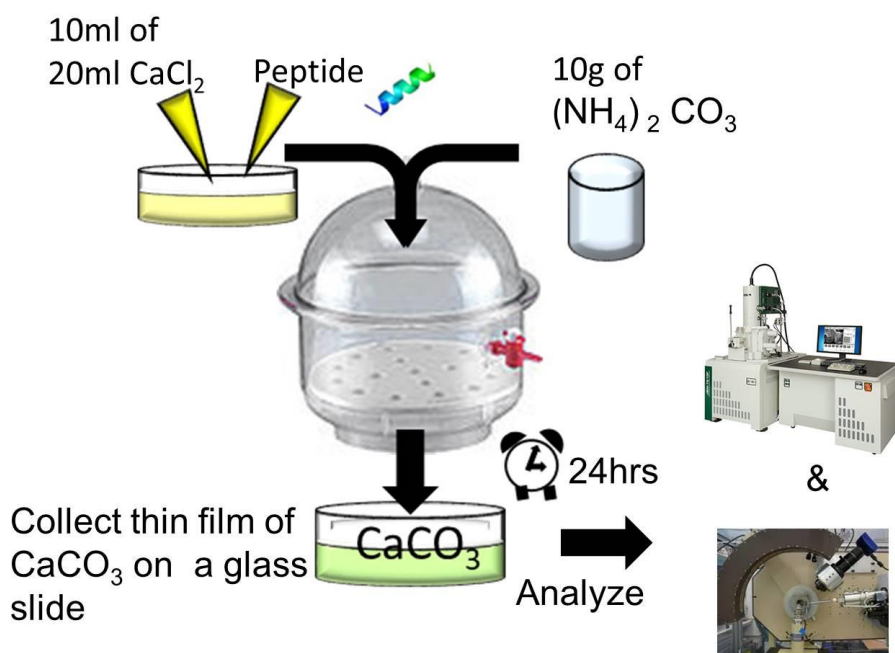 10ml of
20ml CaCl₂
Peptide
10g of
(NH₄) ₂ CO₃
24hrs
&
CaCO₃
Collect thin film of
CaCO₃ on a glass
slide
Analyze